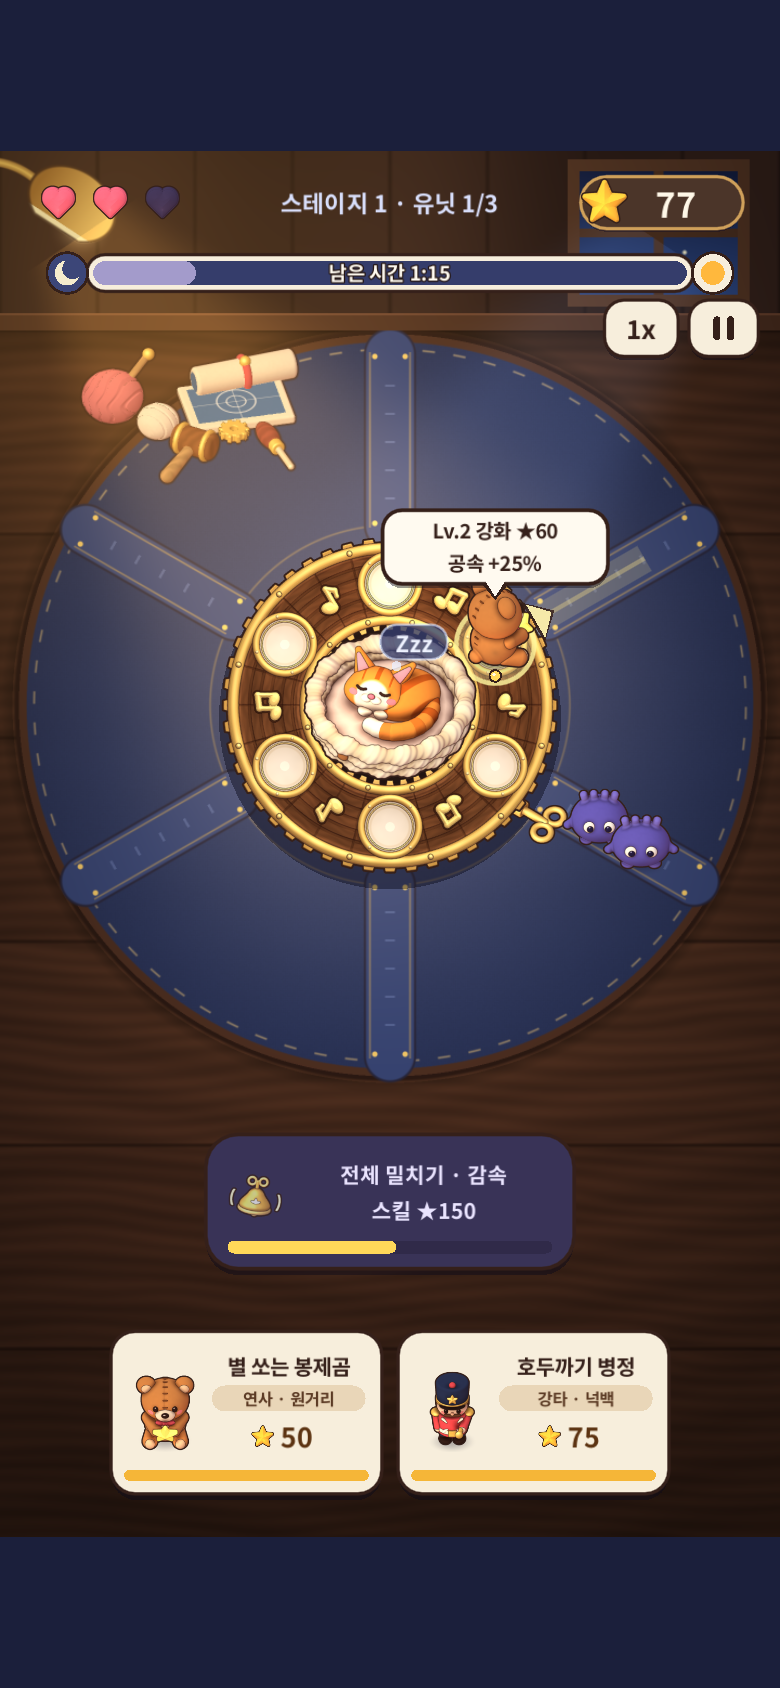 스테이지 1 · 유닛 1/3
77
남은 시간 1:15
1x
Lv.2 강화 ★60
공속 +25%
Zzz
전체 밀치기 · 감속
스킬 ★150
별 쏘는 봉제곰
연사 · 원거리
50
호두까기 병정
강타 · 넉백
75